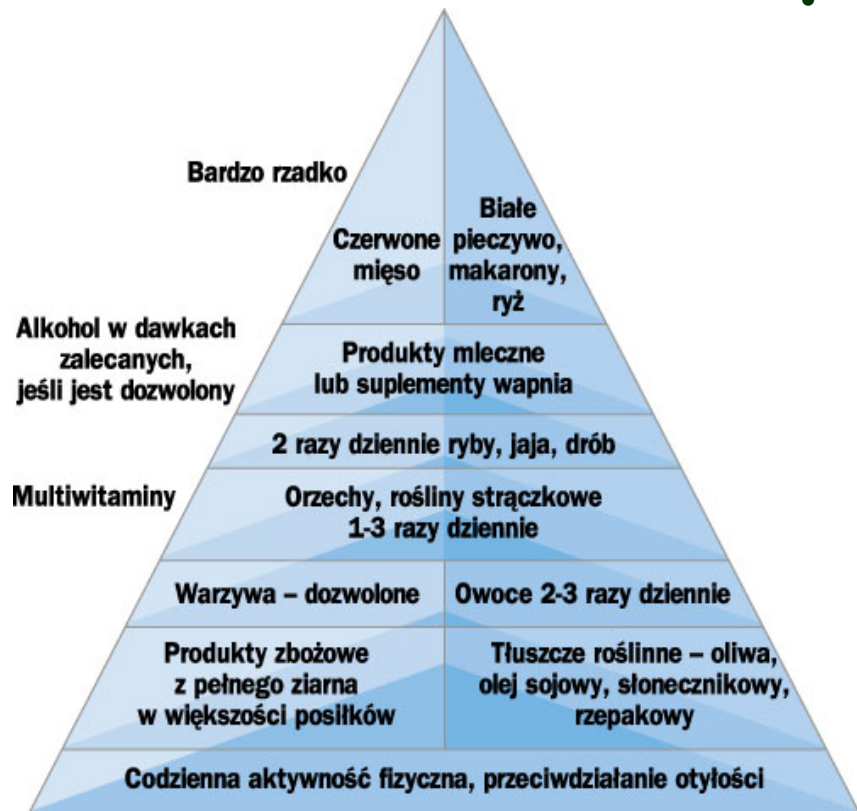 Bardzo rzadko
Czerwone
mięso
Białe
pieczywo,
makarony,
ryż
Alkohol w dawkach
zalecanych,
jeśli jest dozwolony
Produkty mleczne
lub suplementy wapnia
2 razy dziennie ryby, jaja, drób
Multiwitaminy
Orzechy, rośliny strączkowe
1-3 razy dziennie
Warzywa – dozwolone
Owoce 2-3 razy dziennie
Produkty zbożowe
z pełnego ziarna
w większości posiłków
Tłuszcze roślinne – oliwa,
olej sojowy, słonecznikowy,
rzepakowy
Codzienna aktywność fizyczna, przeciwdziałanie otyłości